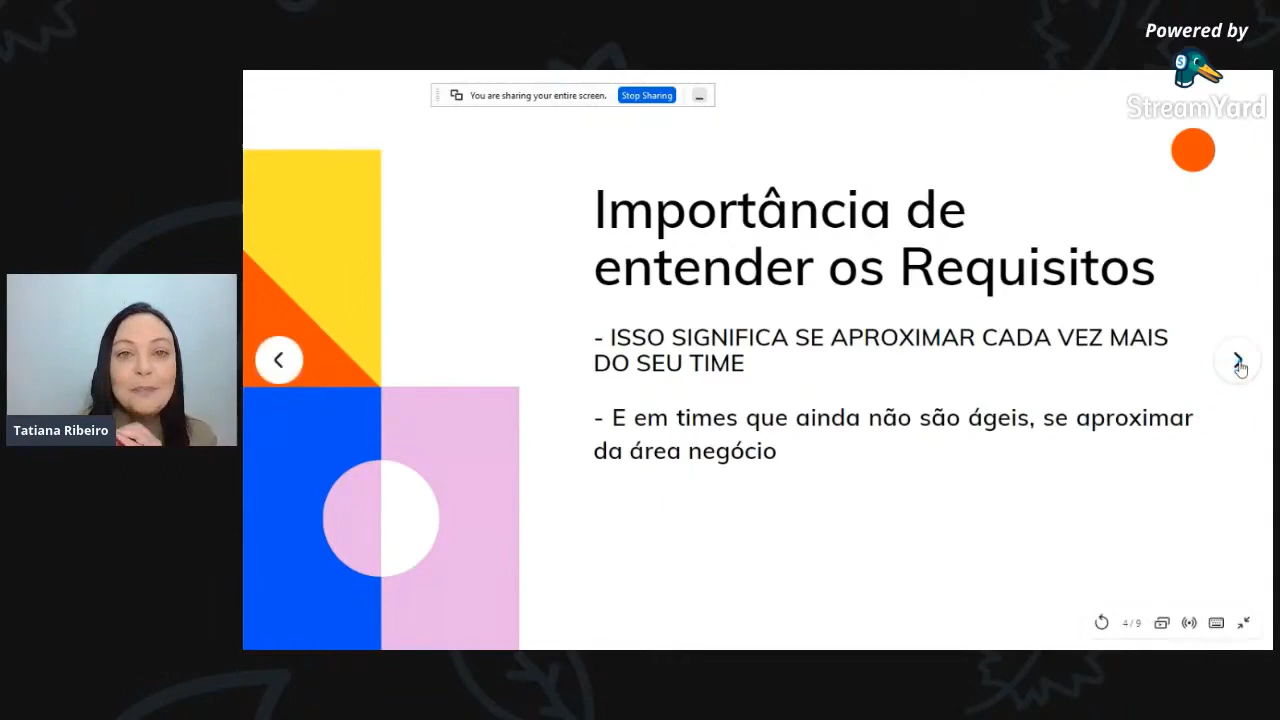 Powered by
StreamYard
You are sharing your entire screen. Stop Sharing
Importância de
entender os Requisitos
- ISSO SIGNIFICA SE APROXIMAR CADA VEZ MAIS
DO SEU TIME
- E em times que ainda não são ágeis, se aproximar
da área negócio
Tatiana Ribeiro
4/9